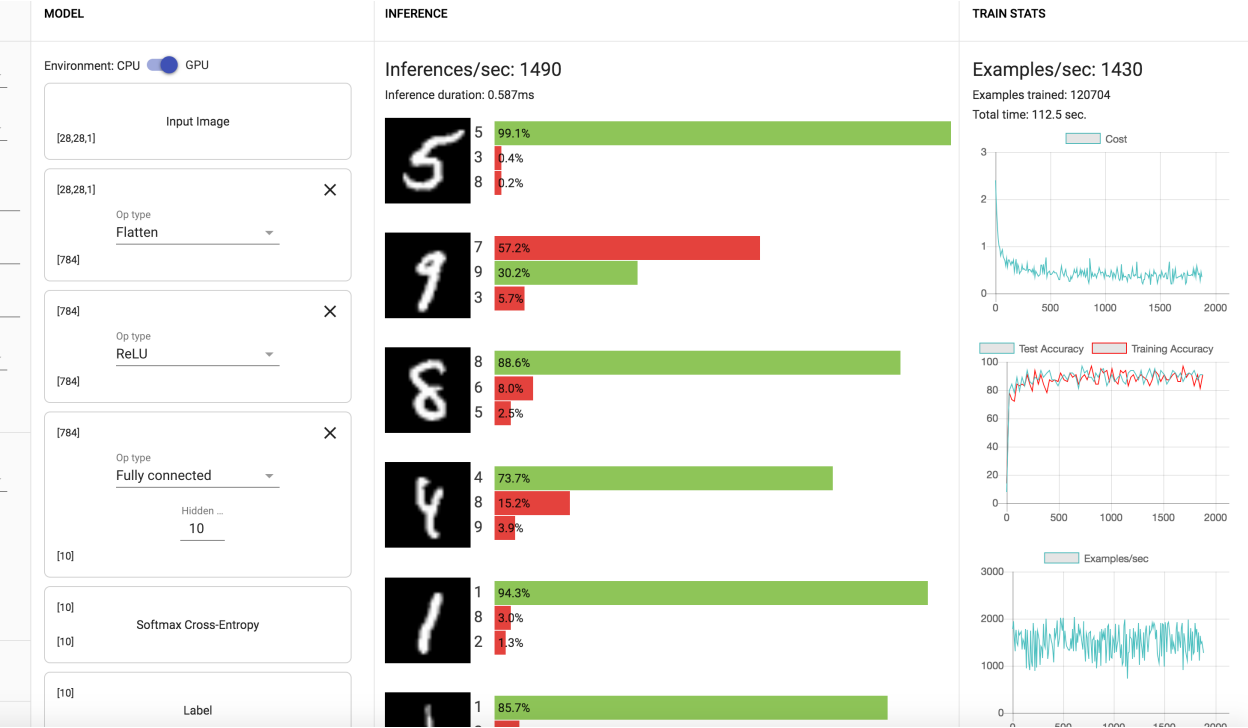 MODEL
Environment: CPU GPU
Input Image
[28,28,1]
[28,28,1]
Op type
Flatten
[784]
[784]
Op type
ReLU
[784]
[784]
Op type
Fully connected
Hidden ...
10
[10]
[10]
Softmax Cross-Entropy
[10]
[10]
Label
INFERENCE
Inferences/sec: 1490
Inference duration: 0.587ms
5 99.1%
3 0.4%
8 0.2%
7 57.2%
9 30.2%
3 5.7%
8 88.6%
6 8.0%
5 2.5%
4 73.7%
8 15.2%
9 3.9%
1 94.3%
8 3.0%
2 1.3%
1 85.7%
TRAIN STATS
Examples/sec: 1430
Examples trained: 120704
Total time: 112.5 sec.
Cost
3
2
1
0
0 500 1000 1500 2000
Test Accuracy Training Accuracy
100
80
60
40
20
0
0 500 1000 1500 2000
Examples/sec
3000
2000
1000
0
0 500 1000 1500 2000